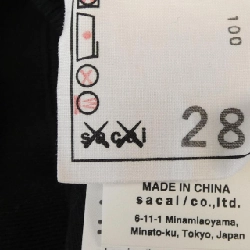 100
W
sacai
28
MADE IN CHINA
sacai/co.,ltd.
6-11-1 Minamiaoyama,
Minato-ku, Tokyo, Japan